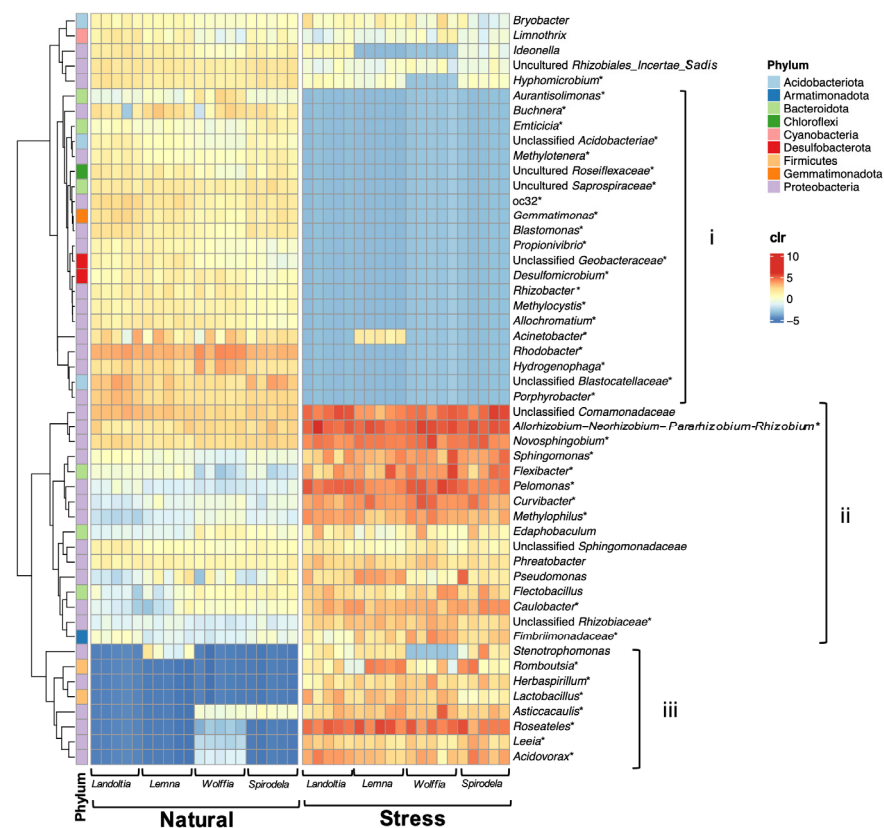 Bryobacter
Limnothrix
Ideonella
Uncultured Rhizobiales_Incertae_Sadis
Hyphomicrobium*
Aurantisolimonas*
Buchnera*
Emticicia*
Unclassified Acidobacteriae*
Methylotenera*
Uncultured Roseiflexaceae*
Uncultured Saprospiraceae*
oc32*
Gemmatimonas*
Blastomonas*
Propionivibrio*
Unclassified Geobacteraceae*
Desulfomicrobium*
Rhizobacter*
Methylocystis*
Allochromatium*
Acinetobacter*
Rhodobacter*
Hydrogenophaga*
Unclassified Blastocatellaceae*
Porphyrobacter*
Unclassified Comamonadaceae
Allorhizobium–Neorhizobium–Pararhizobium-Rhizobium*
Novosphingobium*
Sphingomonas*
Flexibacter*
Pelomonas*
Curvibacter*
Methylophilus*
Edaphobaculum
Unclassified Sphingomonadaceae
Phreatobacter
Pseudomonas
Flectobacillus
Caulobacter*
Unclassified Rhizobiaceae*
Fimbriimonadaceae*
Stenotrophomonas
Romboutsia*
Herbaspirillum*
Lactobacillus*
Asticcacaulis*
Roseateles*
Leeia*
Acidovorax*
i
ii
iii
Phylum
Acidobacteriota
Armatimonadota
Bacteroidota
Chloroflexi
Cyanobacteria
Desulfobacterota
Firmicutes
Gemmatimonadota
Proteobacteria
clr
10
5
0
−5
Phylum
Landoltia Lemna Wolffia Spirodela Landoltia Lemna Wolffia Spirodela
Natural Stress